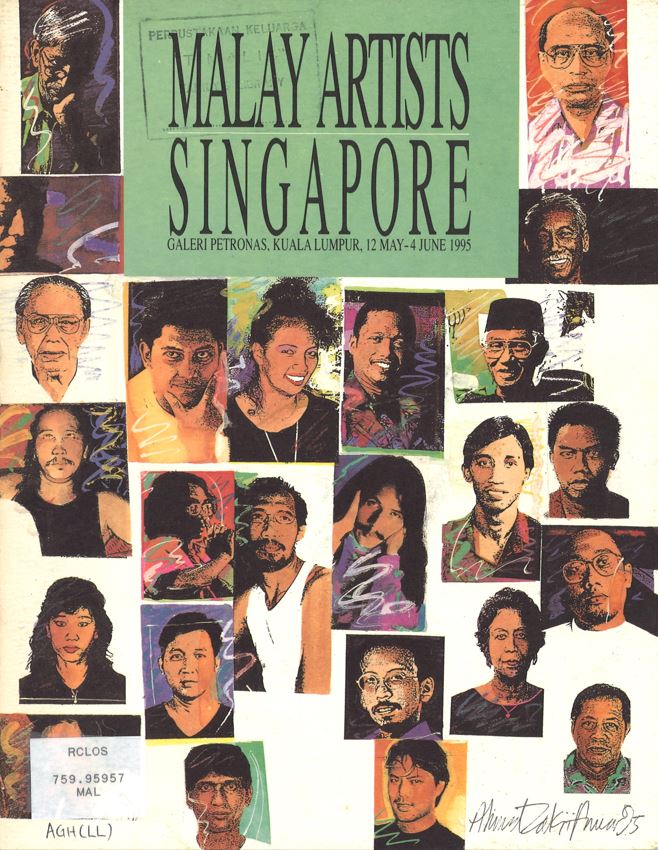 PERPUSTAKAAN KELUARGA
MALAY ARTISTS
SINGAPORE
GALERI PETRONAS, KUALA LUMPUR, 12 MAY-4 JUNE 1995
RCLOS
759.95957
MAL
AGH(LL)